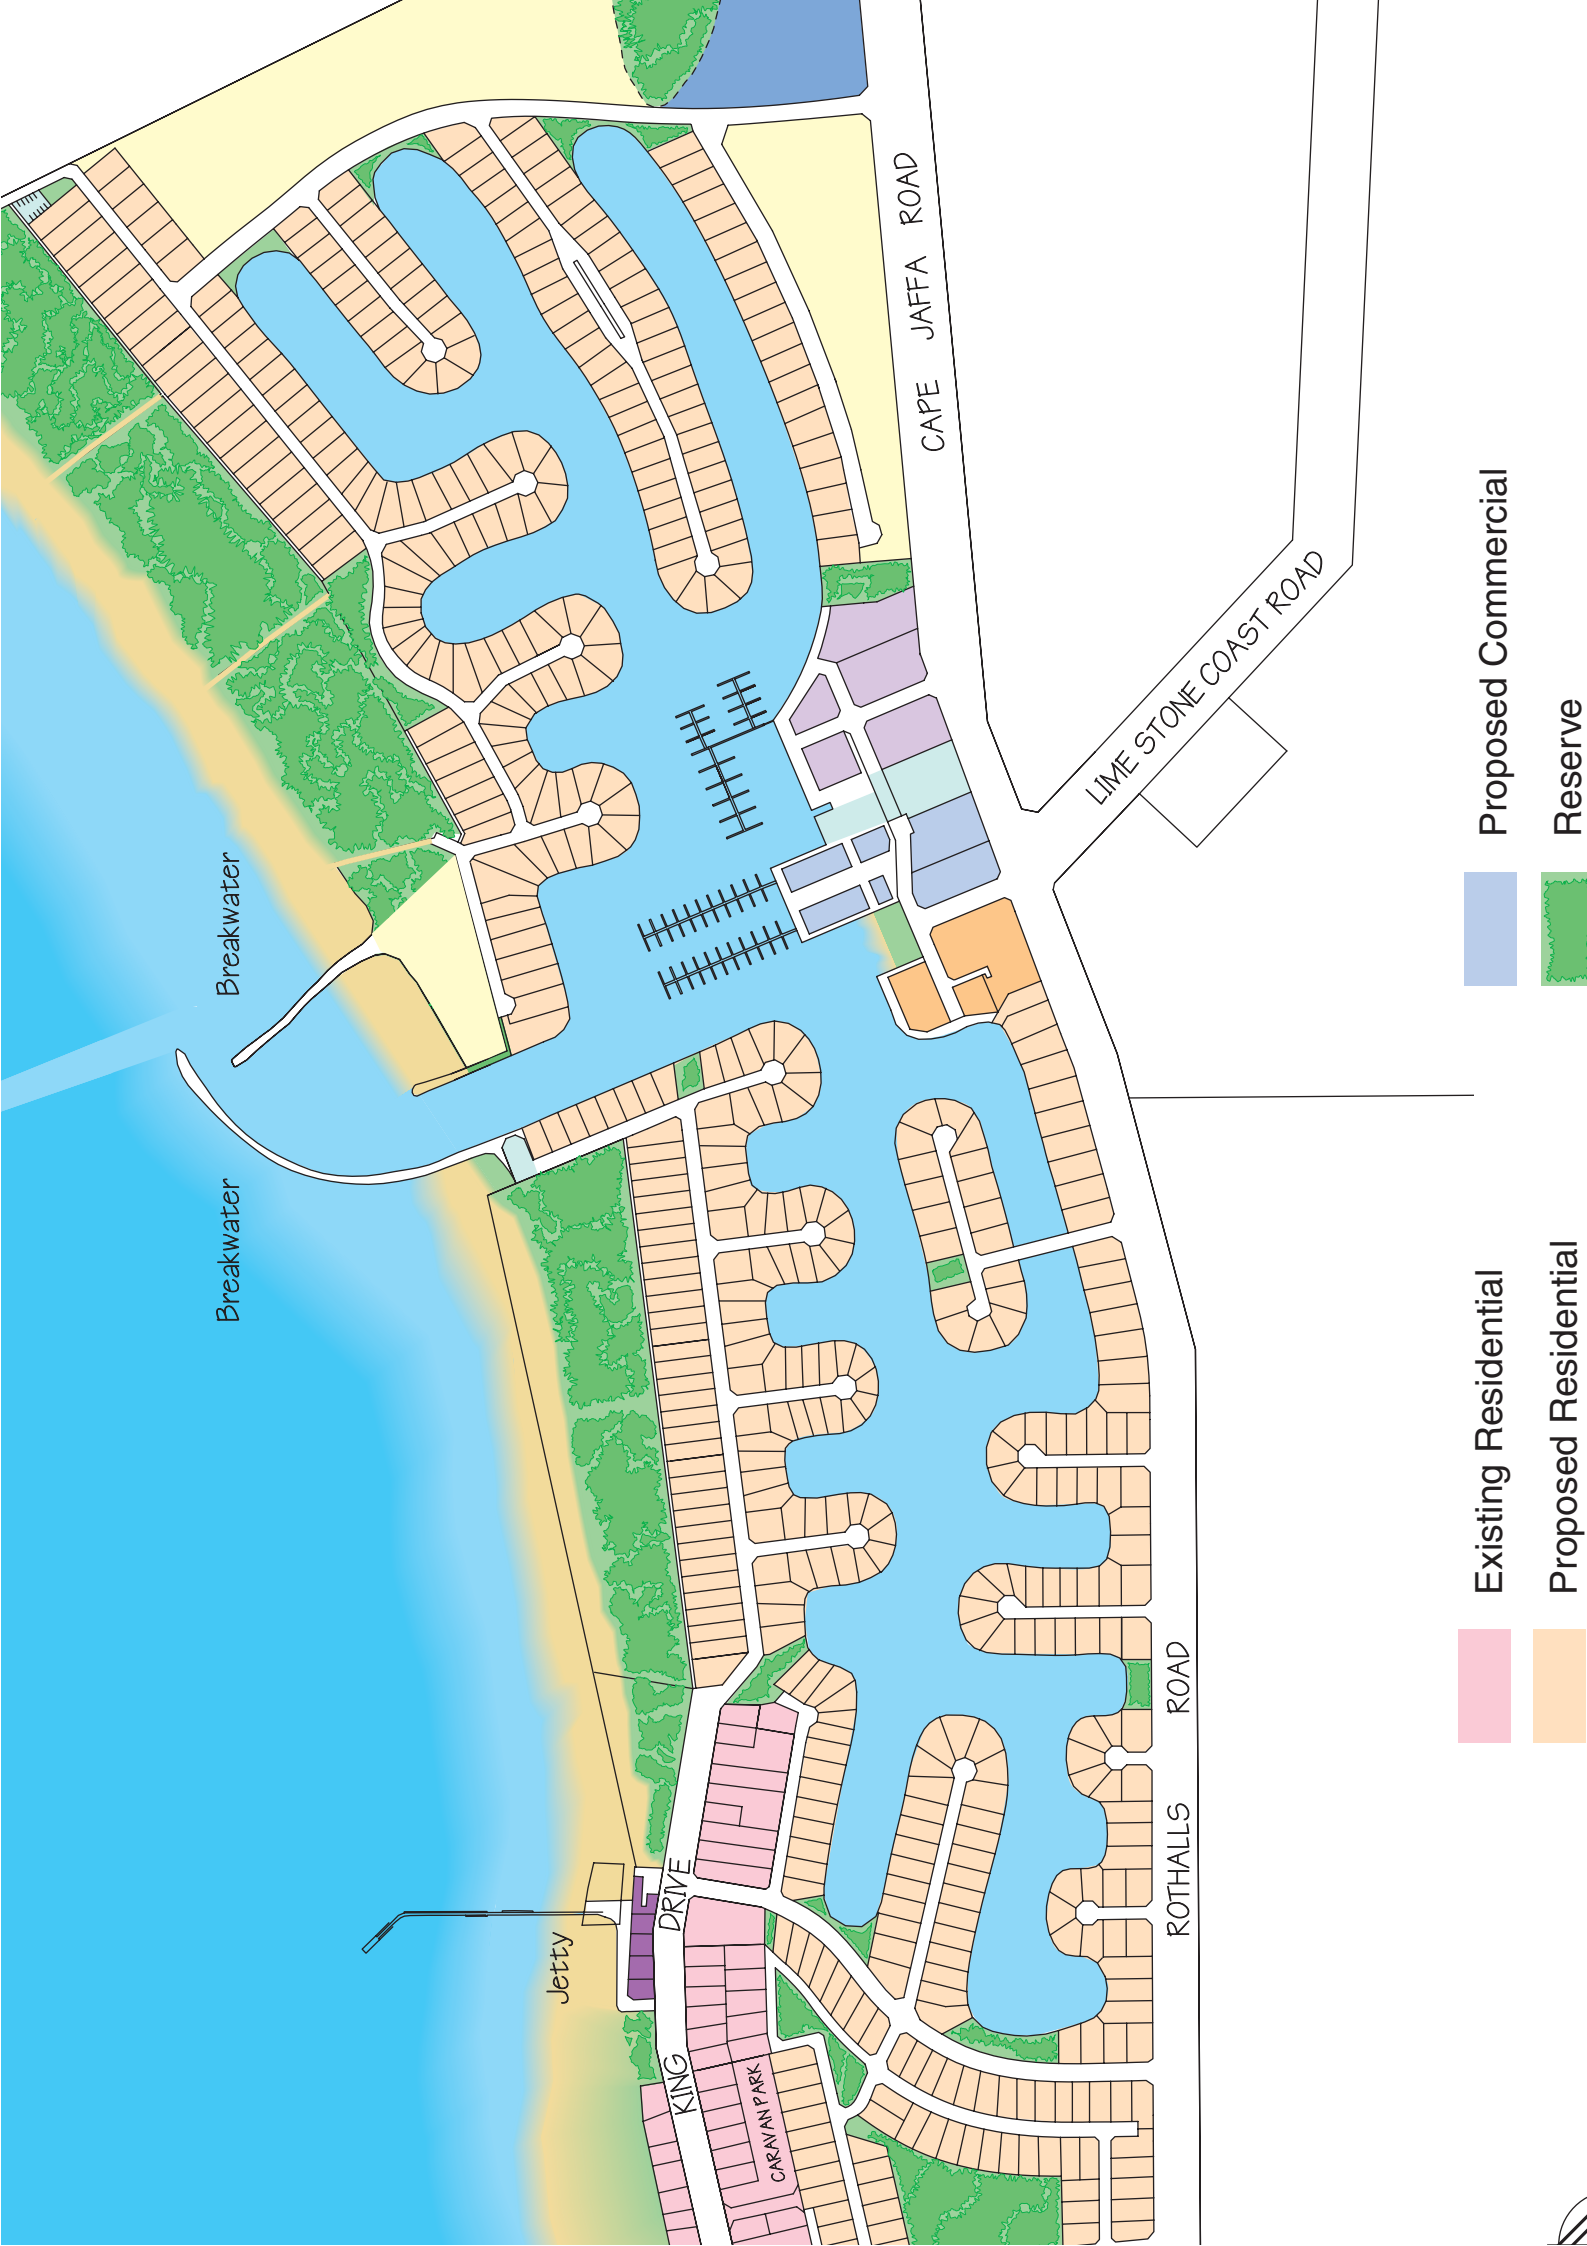 Breakwater
Breakwater
Jetty
KING DRIVE
CARAVAN PARK
CAPE JAFFA ROAD
LIME STONE COAST ROAD
ROTHALLS ROAD
Existing Residential
Proposed Residential
Proposed Commercial
Reserve